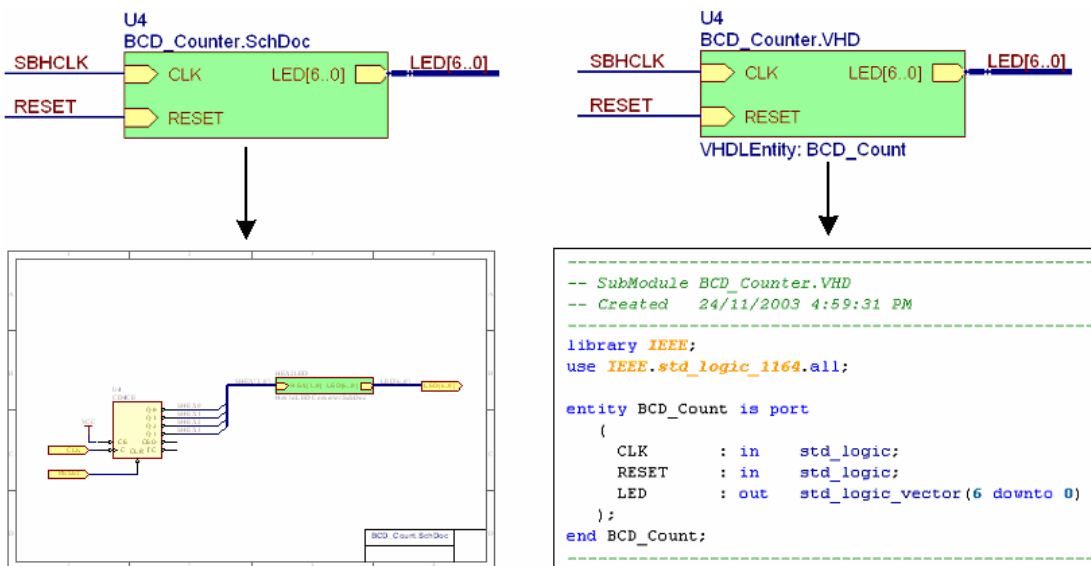 U4
BCD_Counter.SchDoc
SBHCLK
CLK
LED[6..0]
LED[6..0]
RESET
RESET
U4
BCD_Counter.VHD
SBHCLK
CLK
LED[6..0]
LED[6..0]
RESET
RESET
VHDLEntity: BCD_Count
U4
VCC
CLK
BCD_Count.SchDoc
-- SubModule BCD_Counter.VHD
-- Created 24/11/2003 4:59:31 PM
library IEEE;
use IEEE.std_logic_1164.all;
entity BCD_Count is port
(
CLK : in std_logic;
RESET : in std_logic;
LED : out std_logic_vector(6 downto 0)
);
end BCD_Count;